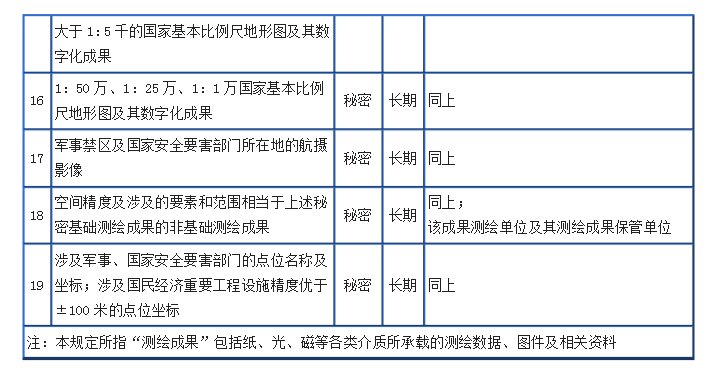 大于 1:5 千的国家基本比例尺地形图及其数
字化成果
16
1：50 万、1：25 万、1：1 万国家基本比例
尺地形图及其数字化成果
秘密
长期
同上
17
军事禁区及国家安全要害部门所在地的航摄
影像
秘密
长期
同上
18
空间精度及涉及的要素和范围相当于上述秘
密基础测绘成果的非基础测绘成果
秘密
长期
同上；
该成果测绘单位及其测绘成果保管单位
19
涉及军事、国家安全要害部门的点位名称及
坐标；涉及国民经济重要工程设施精度优于
±100 米的点位坐标
秘密
长期
同上
注：本规定所指“测绘成果”包括纸、光、磁等各类介质所承载的测绘数据、图件及相关资料